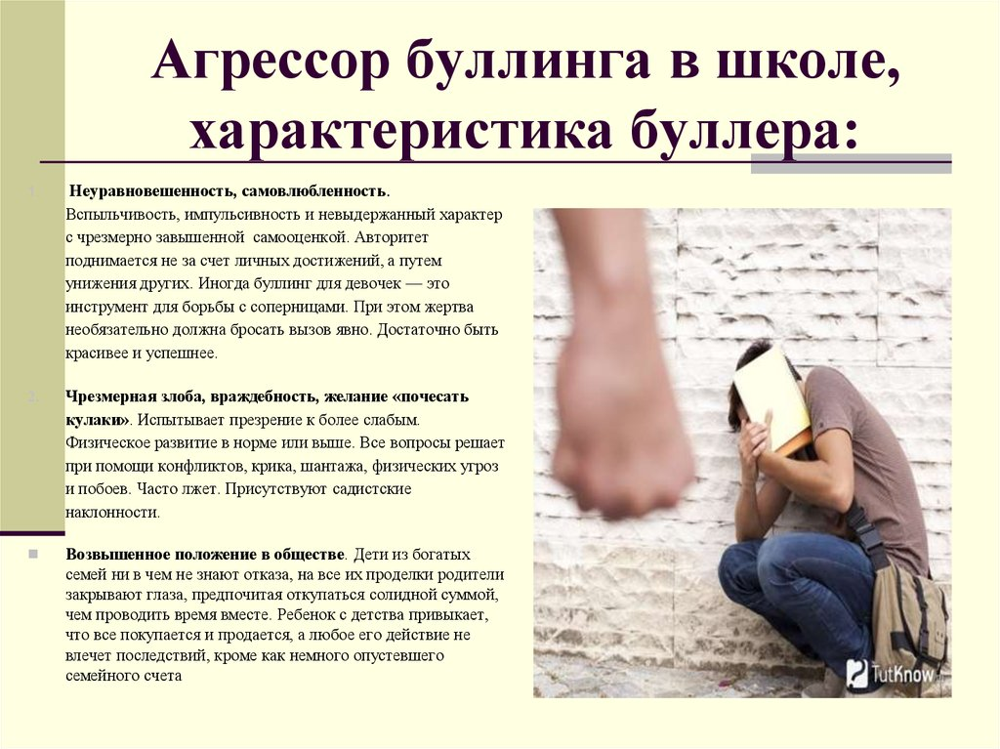 Агрессор буллинга в школе,
характеристика буллера:
1. Неуравновешенность, самовлюбленность.
Вспыльчивость, импульсивность и невыдержанный характер
с чрезмерно завышенной самооценкой. Авторитет
поднимается не за счет личных достижений, а путем
унижения других. Иногда буллинг для девочек — это
инструмент для борьбы с соперницами. При этом жертва
необязательно должна бросать вызов явно. Достаточно быть
красивее и успешнее.
2. Чрезмерная злоба, враждебность, желание «почесать
кулаки». Испытывает презрение к более слабым.
Физическое развитие в норме или выше. Все вопросы решает
при помощи конфликтов, крика, шантажа, физических угроз
и побоев. Часто лжет. Присутствуют садистские
наклонности.
Возвышенное положение в обществе. Дети из богатых
семей ни в чем не знают отказа, на все их проделки родители
закрывают глаза, предпочитая откупаться солидной суммой,
чем проводить время вместе. Ребенок с детства привыкает,
что все покупается и продается, а любое его действие не
влечет последствий, кроме как немного опустевшего
семейного счета
TutKnow